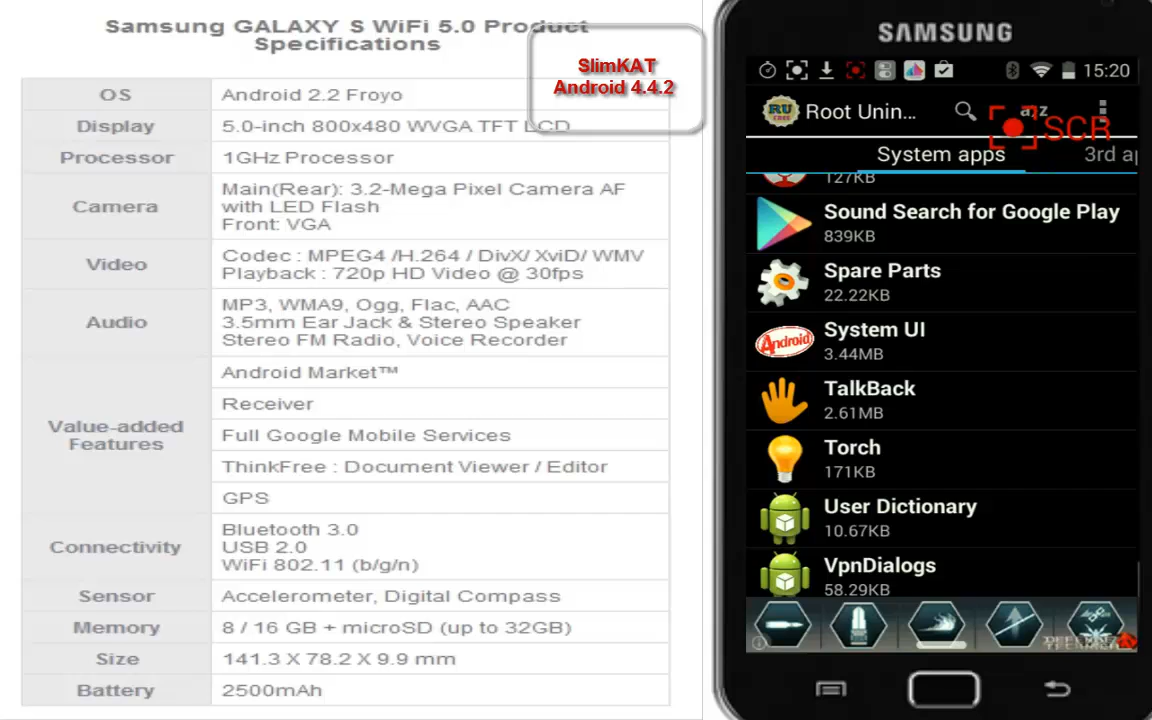 Samsung GALAXY S WiFi 5.0 Product
Specifications
SlimKAT
Android 4.4.2
OS
Android 2.2 Froyo
Display
5.0-inch 800x480 WVGA TFT LCD
Processor
1GHz Processor
Camera
Main(Rear): 3.2-Mega Pixel Camera AF
with LED Flash
Front: VGA
Video
Codec : MPEG4 /H.264 / DivX/ XviD/ WMV
Playback : 720p HD Video @ 30fps
Audio
MP3, WMA9, Ogg, Flac, AAC
3.5mm Ear Jack & Stereo Speaker
Stereo FM Radio, Voice Recorder
Value-added
Features
Android Market™
Receiver
Full Google Mobile Services
ThinkFree : Document Viewer / Editor
GPS
Connectivity
Bluetooth 3.0
USB 2.0
WiFi 802.11 (b/g/n)
Sensor
Accelerometer, Digital Compass
Memory
8 / 16 GB + microSD (up to 32GB)
Size
141.3 X 78.2 X 9.9 mm
Battery
2500mAh
SAMSUNG
15:20
RU
FREE
Root Unin...
a/z
SCR
System apps
3rd ap
127KB
Sound Search for Google Play
839KB
Spare Parts
22.22KB
Android
System UI
3.44MB
TalkBack
2.61MB
Torch
171KB
User Dictionary
10.67KB
VpnDialogs
58.29KB